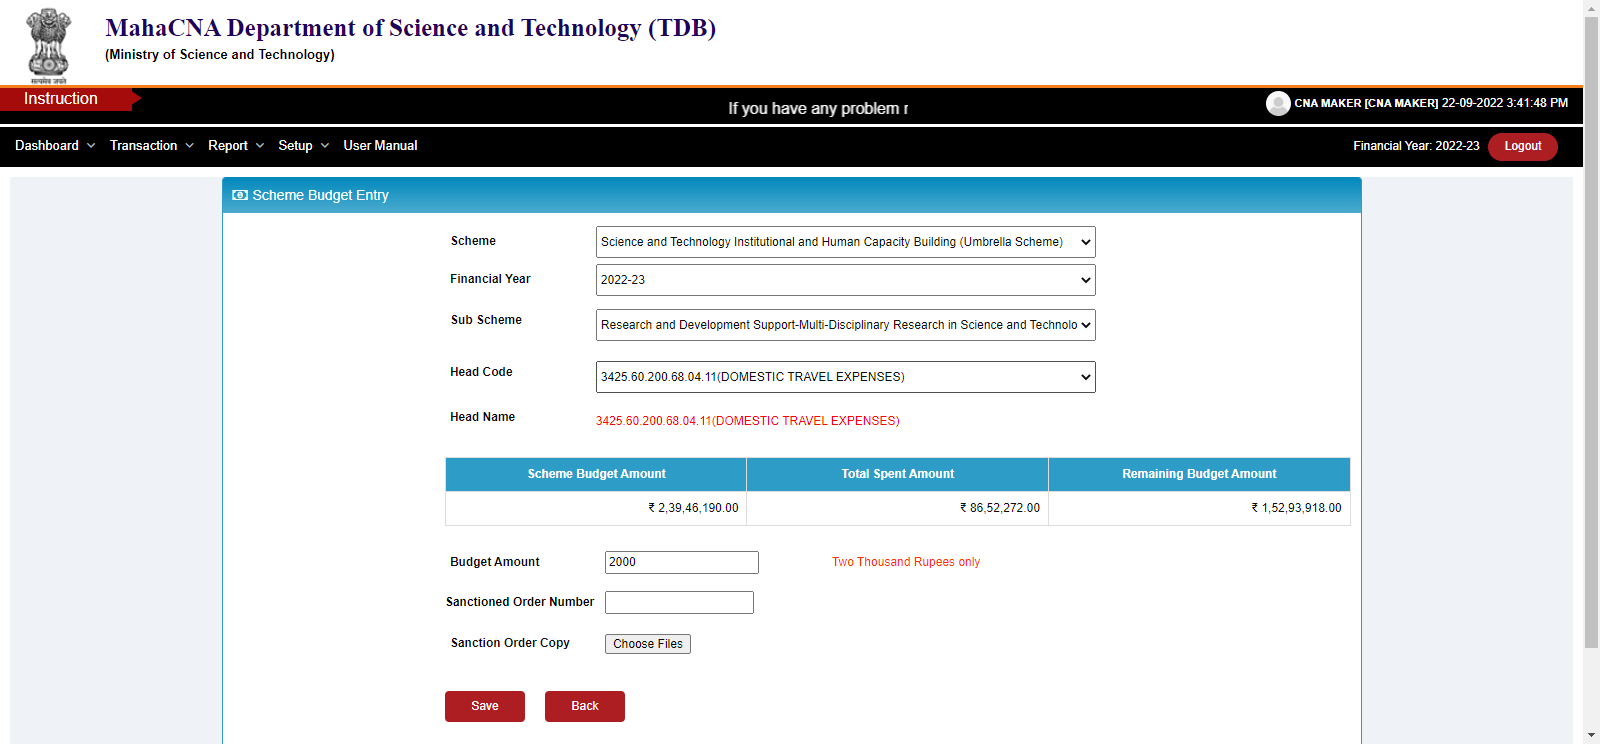 सत्यमेव जयते
MahaCNA Department of Science and Technology (TDB)
(Ministry of Science and Technology)
Instruction
If you have any problem r
CNA MAKER [CNA MAKER] 22-09-2022 3:41:48 PM
Dashboard Transaction Report Setup User Manual
Financial Year: 2022-23 Logout
Scheme Budget Entry
Scheme Science and Technology Institutional and Human Capacity Building (Umbrella Scheme)
Financial Year 2022-23
Sub Scheme Research and Development Support-Multi-Disciplinary Research in Science and Technolo
Head Code 3425.60.200.68.04.11(DOMESTIC TRAVEL EXPENSES)
Head Name 3425.60.200.68.04.11(DOMESTIC TRAVEL EXPENSES)
Scheme Budget Amount Total Spent Amount Remaining Budget Amount
₹ 2,39,46,190.00 ₹ 86,52,272.00 ₹ 1,52,93,918.00
Budget Amount 2000 Two Thousand Rupees only
Sanctioned Order Number
Sanction Order Copy Choose Files
Save Back